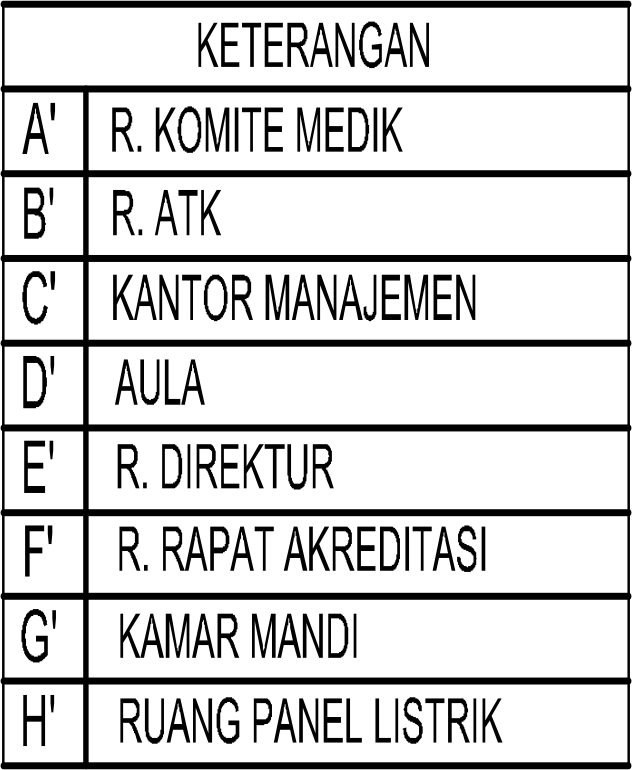 KETERANGAN
A' R. KOMITE MEDIK
B' R. ATK
C' KANTOR MANAJEMEN
D' AULA
E' R. DIREKTUR
F' R. RAPAT AKREDITASI
G' KAMAR MANDI
H' RUANG PANEL LISTRIK